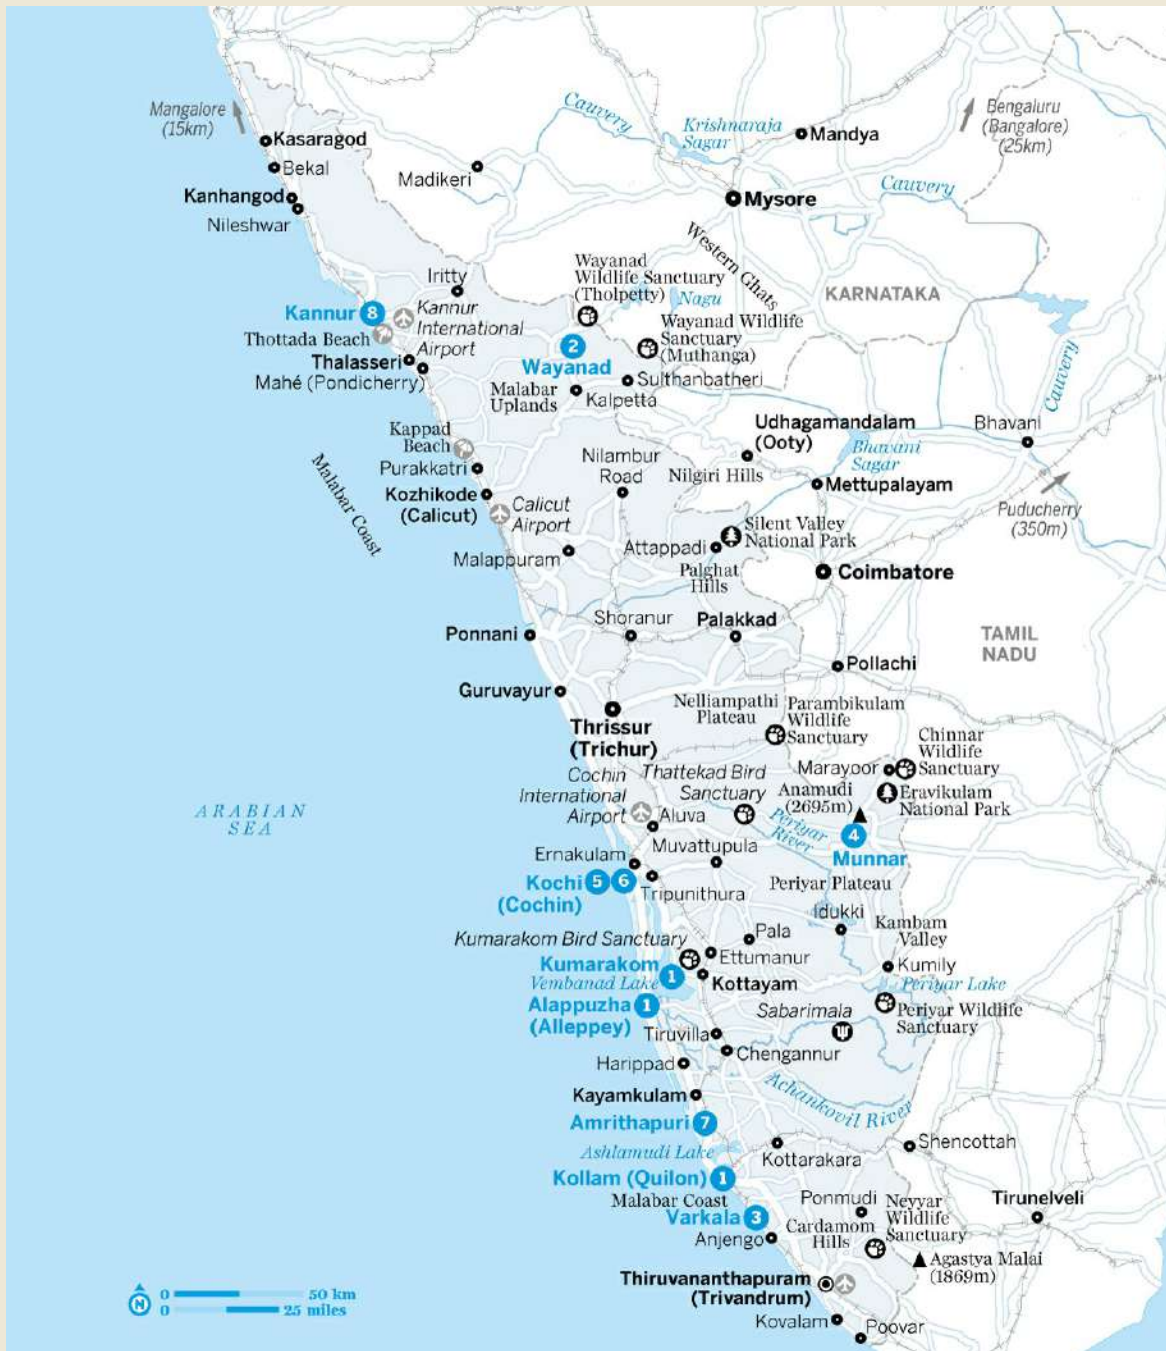 Mangalore
(15km)
Cauvery
Krishnaraja
Sagar
Mandya
Bengaluru
(Bangalore)
(25km)
Kasaragod
Bekal
Madikeri
Cauvery
Kanhangod
Mysore
Nileshwar
Western Ghats
Wayanad
Wildlife Sanctuary
(Tholpetty)
Iritty
Nagu
KARNATAKA
Kannur 8
Kannur
International
Airport
Wayanad Wildlife
Sanctuary
(Muthanga)
Thottada Beach
2
Wayanad
Cauvery
Thalasseri
Mahé (Pondicherry)
Sulthanbatheri
Malabar
Uplands
Kalpetta
Udhagamandalam
(Ooty)
Bhavani
Kappad
Beach
Bhavani
Sagar
Nilambur
Road
Nilgiri Hills
Purakkatri
Malabar Coast
Mettupalayam
Kozhikode
(Calicut)
Calicut
Airport
Puducherry
(350m)
Silent Valley
National Park
Malappuram
Attappadi
Palghat
Hills
Coimbatore
Shoranur
Palakkad
Ponnani
TAMIL
NADU
Pollachi
Guruvayur
Nelliampathi
Plateau
Parambikulam
Wildlife
Sanctuary
Thrissur
(Trichur)
Chinnar
Wildlife
Sanctuary
Cochin
International
Airport
Thattekad Bird
Sanctuary
Marayoor
Anamudi
(2695m)
Eravikulam
National Park
ARABIAN
SEA
Aluva
Periyar
River
4
Munnar
Muvattupula
Ernakulam
Kochi 5 6
(Cochin)
Tripunithura
Periyar Plateau
Idukki
Kambam
Valley
Pala
Kumarakom Bird Sanctuary
Ettumanur
Kumarakom
1
Kumily
Vembanad Lake
Kottayam
Periyar Lake
Alappuzha 1
(Alleppey)
Sabarimala
Periyar Wildlife
Sanctuary
Tiruvilla
Chengannur
Harippad
Achankovil River
Kayamkulam
Amrithapuri 7
Shencottah
Ashlamudi Lake
Kottarakara
Kollam (Quilon) 1
Malabar Coast
Ponmudi
Neyyar
Wildlife
Sanctuary
Tirunelveli
Varkala 3
Cardamom
Hills
Anjengo
Agastya Malai
(1869m)
Thiruvananthapuram
(Trivandrum)
N
0 50 km
0 25 miles
Kovalam
Poovar